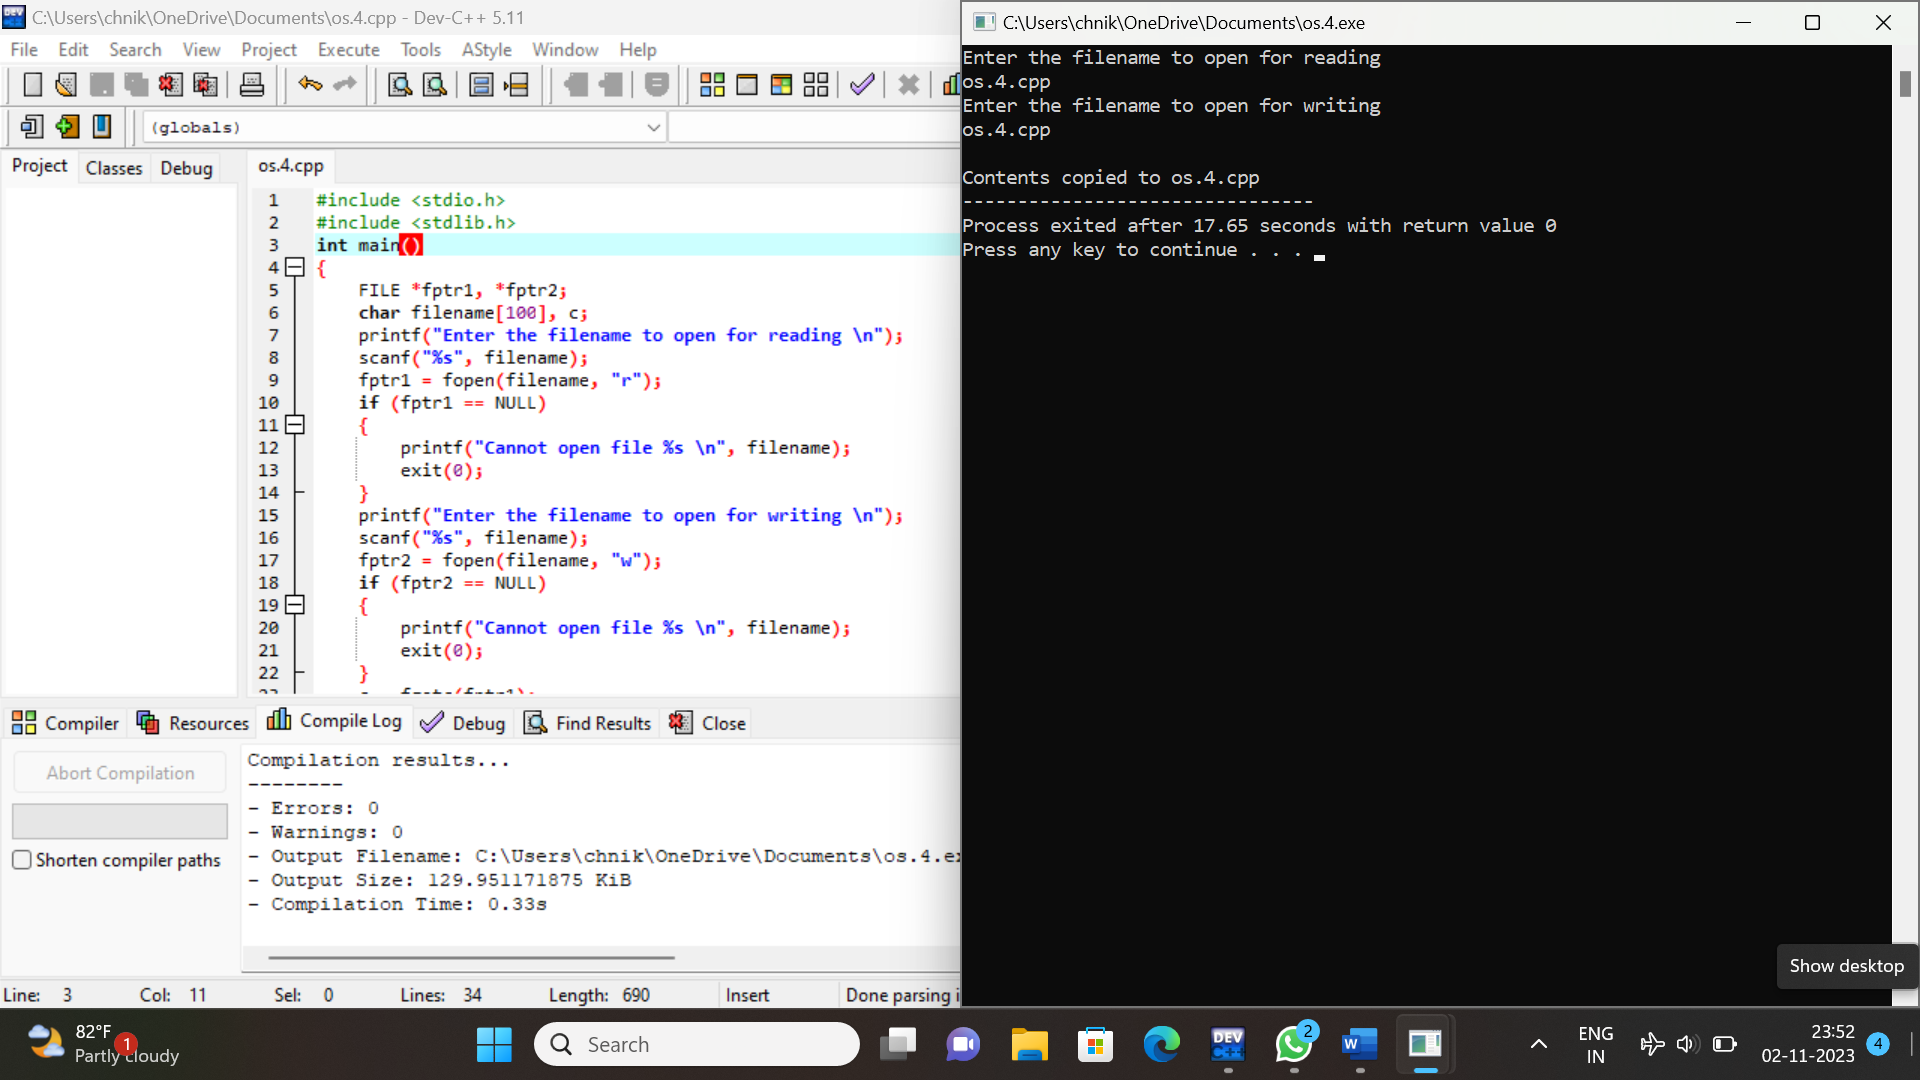 C:\Users\chnik\OneDrive\Documents\os.4.cpp - Dev-C++ 5.11
File Edit Search View Project Execute Tools AStyle Window Help
(globals)
Project Classes Debug
os.4.cpp
1 #include <stdio.h>
2 #include <stdlib.h>
3 int main()
4 {
5 FILE *fptr1, *fptr2;
6 char filename[100], c;
7 printf("Enter the filename to open for reading \n");
8 scanf("%s", filename);
9 fptr1 = fopen(filename, "r");
10 if (fptr1 == NULL)
11 {
12 printf("Cannot open file %s \n", filename);
13 exit(0);
14 }
15 printf("Enter the filename to open for writing \n");
16 scanf("%s", filename);
17 fptr2 = fopen(filename, "w");
18 if (fptr2 == NULL)
19 {
20 printf("Cannot open file %s \n", filename);
21 exit(0);
22 }
Compiler Resources Compile Log Debug Find Results Close
Abort Compilation
Shorten compiler paths
Compilation results...
--------
- Errors: 0
- Warnings: 0
- Output Filename: C:\Users\chnik\OneDrive\Documents\os.4.e
- Output Size: 129.951171875 KiB
- Compilation Time: 0.33s
Line: 3 Col: 11 Sel: 0 Lines: 34 Length: 690 Insert Done parsing i
C:\Users\chnik\OneDrive\Documents\os.4.exe
Enter the filename to open for reading
os.4.cpp
Enter the filename to open for writing
os.4.cpp
Contents copied to os.4.cpp
--------------------------------
Process exited after 17.65 seconds with return value 0
Press any key to continue . . .
Show desktop
82°F
Partly cloudy
1
Search
DEV
C++
2
W
ENG
IN
23:52
02-11-2023
4